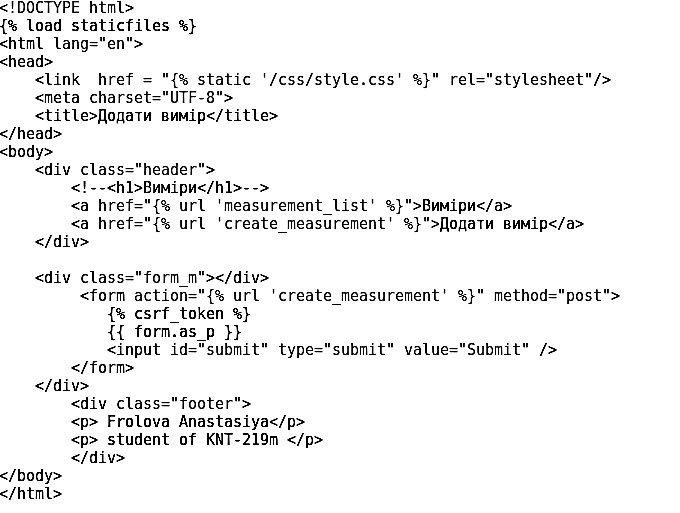 <!DOCTYPE html>
{% load staticfiles %}
<html lang="en">
<head>
    <link  href = "{% static '/css/style.css' %}" rel="stylesheet"/>
    <meta charset="UTF-8">
    <title>Додати вимір</title>
</head>
<body>
    <div class="header">
        <!--<h1>Виміри</h1>-->
        <a href="{% url 'measurement_list' %}">Виміри</a>
        <a href="{% url 'create_measurement' %}">Додати вимір</a>
    </div>

    <div class="form_m"></div>
         <form action="{% url 'create_measurement' %}" method="post">
            {% csrf_token %}
            {{ form.as_p }}
            <input id="submit" type="submit" value="Submit" />
        </form>
    </div>
        <div class="footer">
        <p> Frolova Anastasiya</p>
        <p> student of KNT-219m </p>
        </div>
</body>
</html>